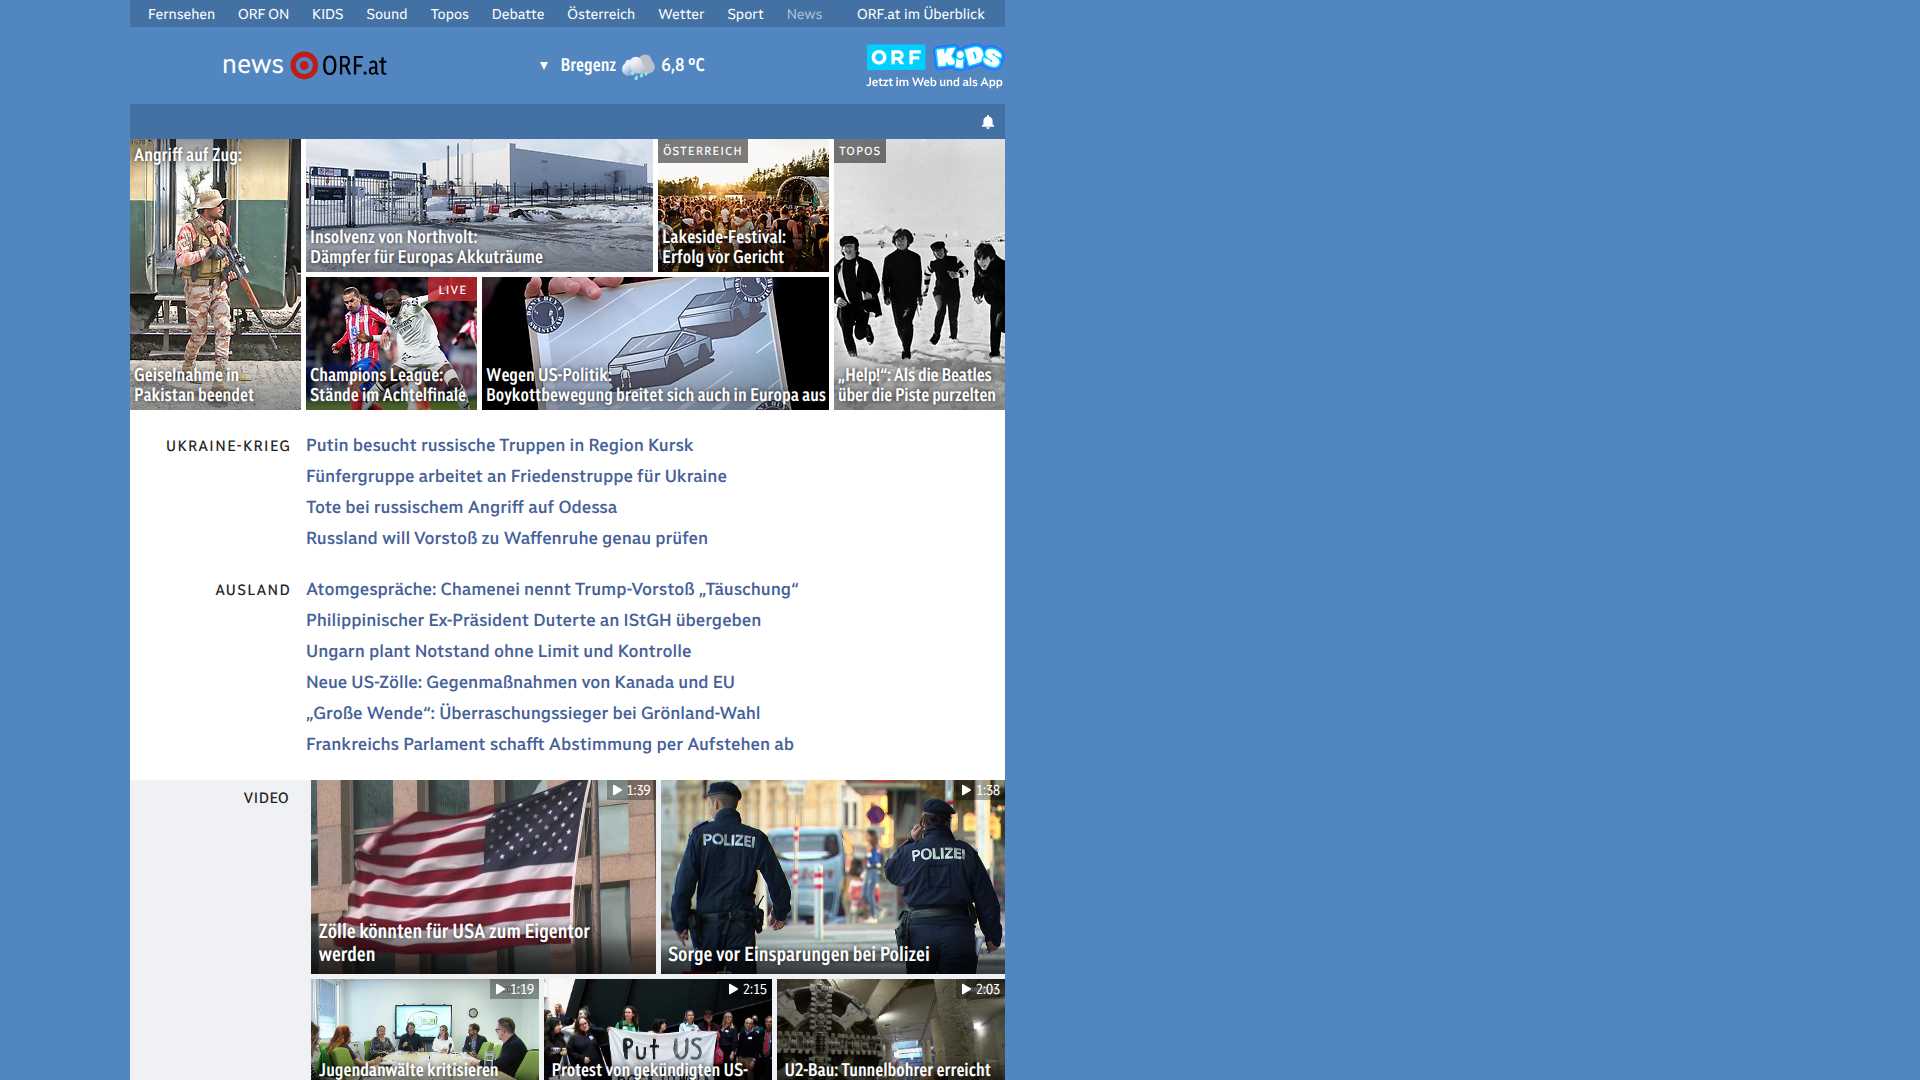 Fernsehen ORF ON KIDS Sound Topos Debatte Österreich Wetter Sport News ORF.at im Überblick
news ORF.at
▼ Bregenz 6,8 °C
ORF KiDS
Jetzt im Web und als App
Angriff auf Zug:
Geiselnahme in
Pakistan beendet
Insolvenz von Northvolt:
Dämpfer für Europas Akkuträume
ÖSTERREICH
Lakeside-Festival:
Erfolg vor Gericht
TOPOS
„Help!“: Als die Beatles
über die Piste purzelten
LIVE
Champions League:
Stände im Achtelfinale
Wegen US-Politik:
Boykottbewegung breitet sich auch in Europa aus
UKRAINE-KRIEG
Putin besucht russische Truppen in Region Kursk
Fünfergruppe arbeitet an Friedenstruppe für Ukraine
Tote bei russischem Angriff auf Odessa
Russland will Vorstoß zu Waffenruhe genau prüfen
AUSLAND
Atomgespräche: Chamenei nennt Trump-Vorstoß „Täuschung“
Philippinischer Ex-Präsident Duterte an IStGH übergeben
Ungarn plant Notstand ohne Limit und Kontrolle
Neue US-Zölle: Gegenmaßnahmen von Kanada und EU
„Große Wende“: Überraschungssieger bei Grönland-Wahl
Frankreichs Parlament schafft Abstimmung per Aufstehen ab
VIDEO
1:39
Zölle könnten für USA zum Eigentor
werden
1:38
POLIZEI
POLIZEI
Sorge vor Einsparungen bei Polizei
1:19
Jugendanwälte kritisieren
2:15
Put US
Protest von gekündigten US-
2:03
U2-Bau: Tunnelbohrer erreicht